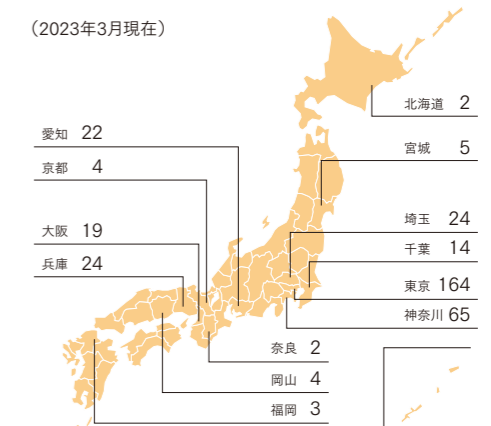 （2023年3月現在）
北海道 2
宮城 5
埼玉 24
千葉 14
東京 164
神奈川 65
愛知 22
京都 4
大阪 19
兵庫 24
奈良 2
岡山 4
福岡 3